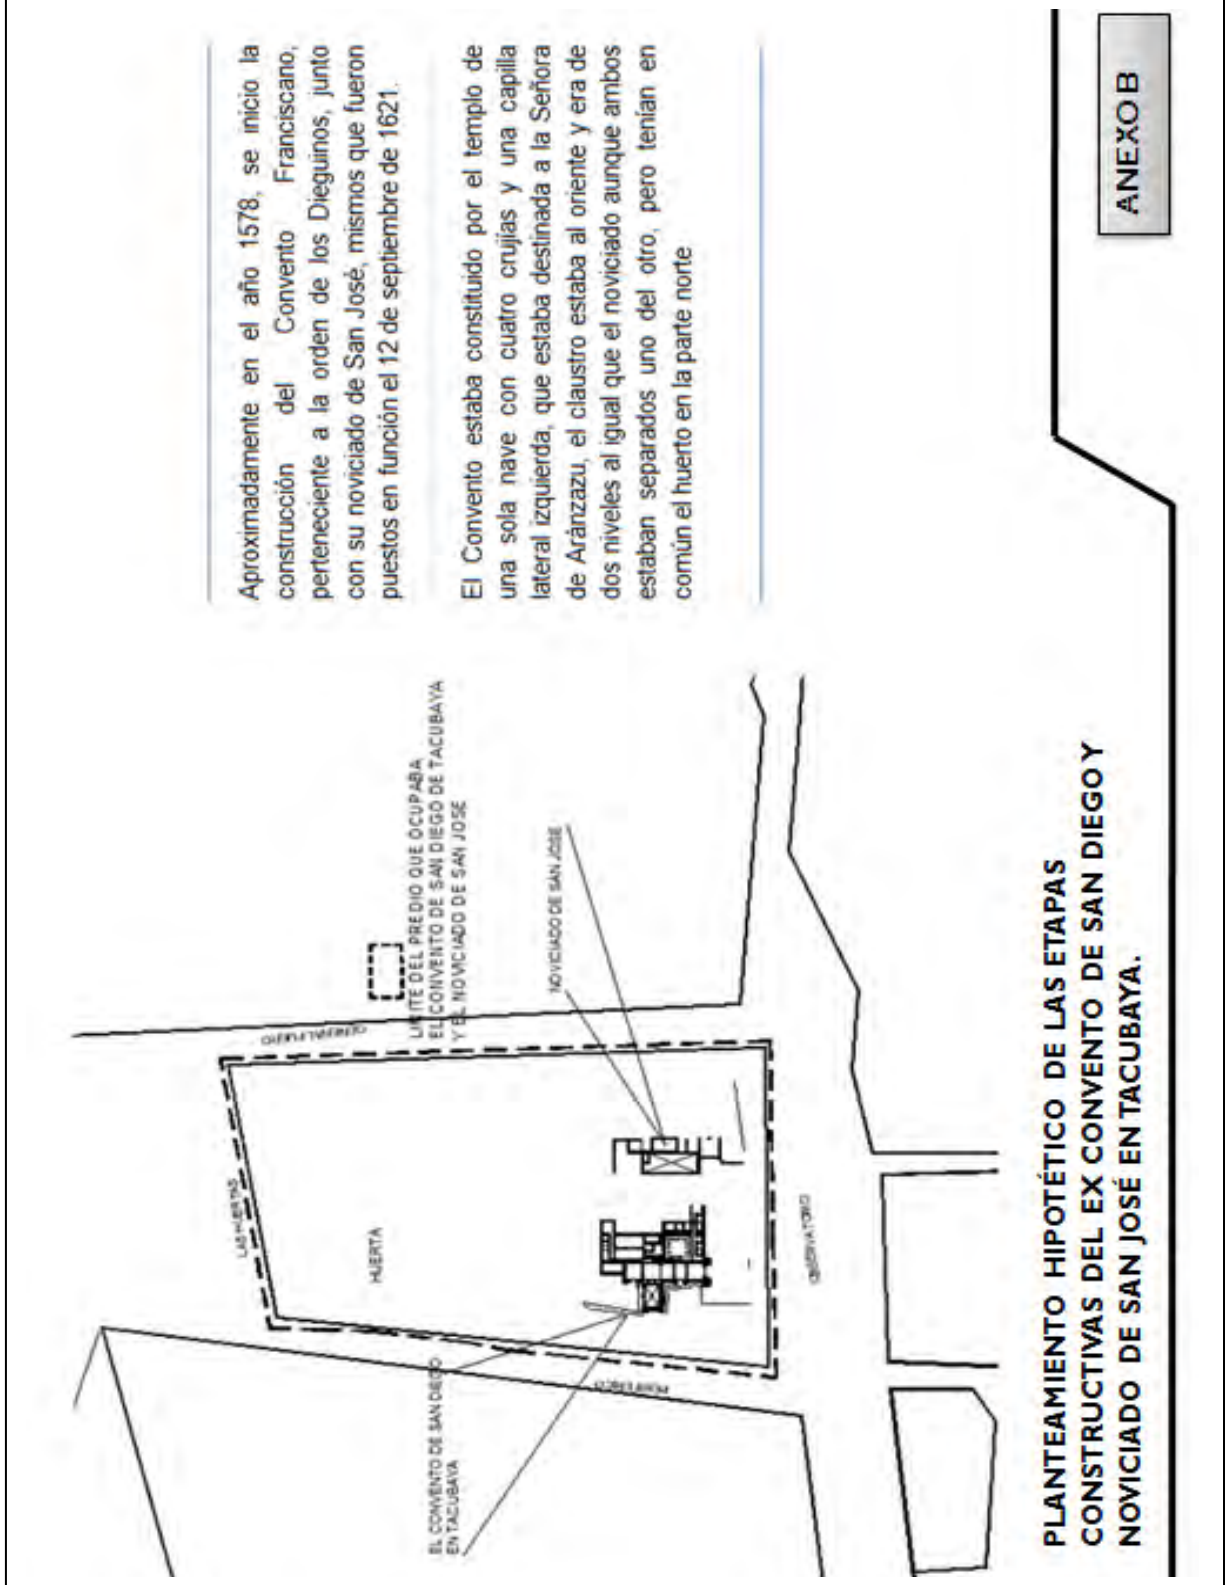 Aproximadamente en el año 1578, se inicio la
construcción del Convento Franciscano,
perteneciente a la orden de los Dieguinos, junto
con su noviciado de San José, mismos que fueron
puestos en función el 12 de septiembre de 1621.
El Convento estaba constituido por el templo de
una sola nave con cuatro crujías y una capilla
lateral izquierda, que estaba destinada a la Señora
de Aránzazu, el claustro estaba al oriente y era de
dos niveles al igual que el noviciado aunque ambos
estaban separados uno del otro, pero tenían en
común el huerto en la parte norte
LIMITE DEL PREDIO QUE OCUPABA
EL CONVENTO DE SAN DIEGO DE TACUBAYA
Y EL NOVICIADO DE SAN JOSE
NOVICIADO DE SAN JOSE
LAS HUERTAS
HUERTA
OBSERVATORIO
PERIFERICO
EL CONVENTO DE SAN DIEGO
EN TACUBAYA
PLANTEAMIENTO HIPOTÉTICO DE LAS ETAPAS
CONSTRUCTIVAS DEL EX CONVENTO DE SAN DIEGO Y
NOVICIADO DE SAN JOSÉ EN TACUBAYA.
ANEXO B